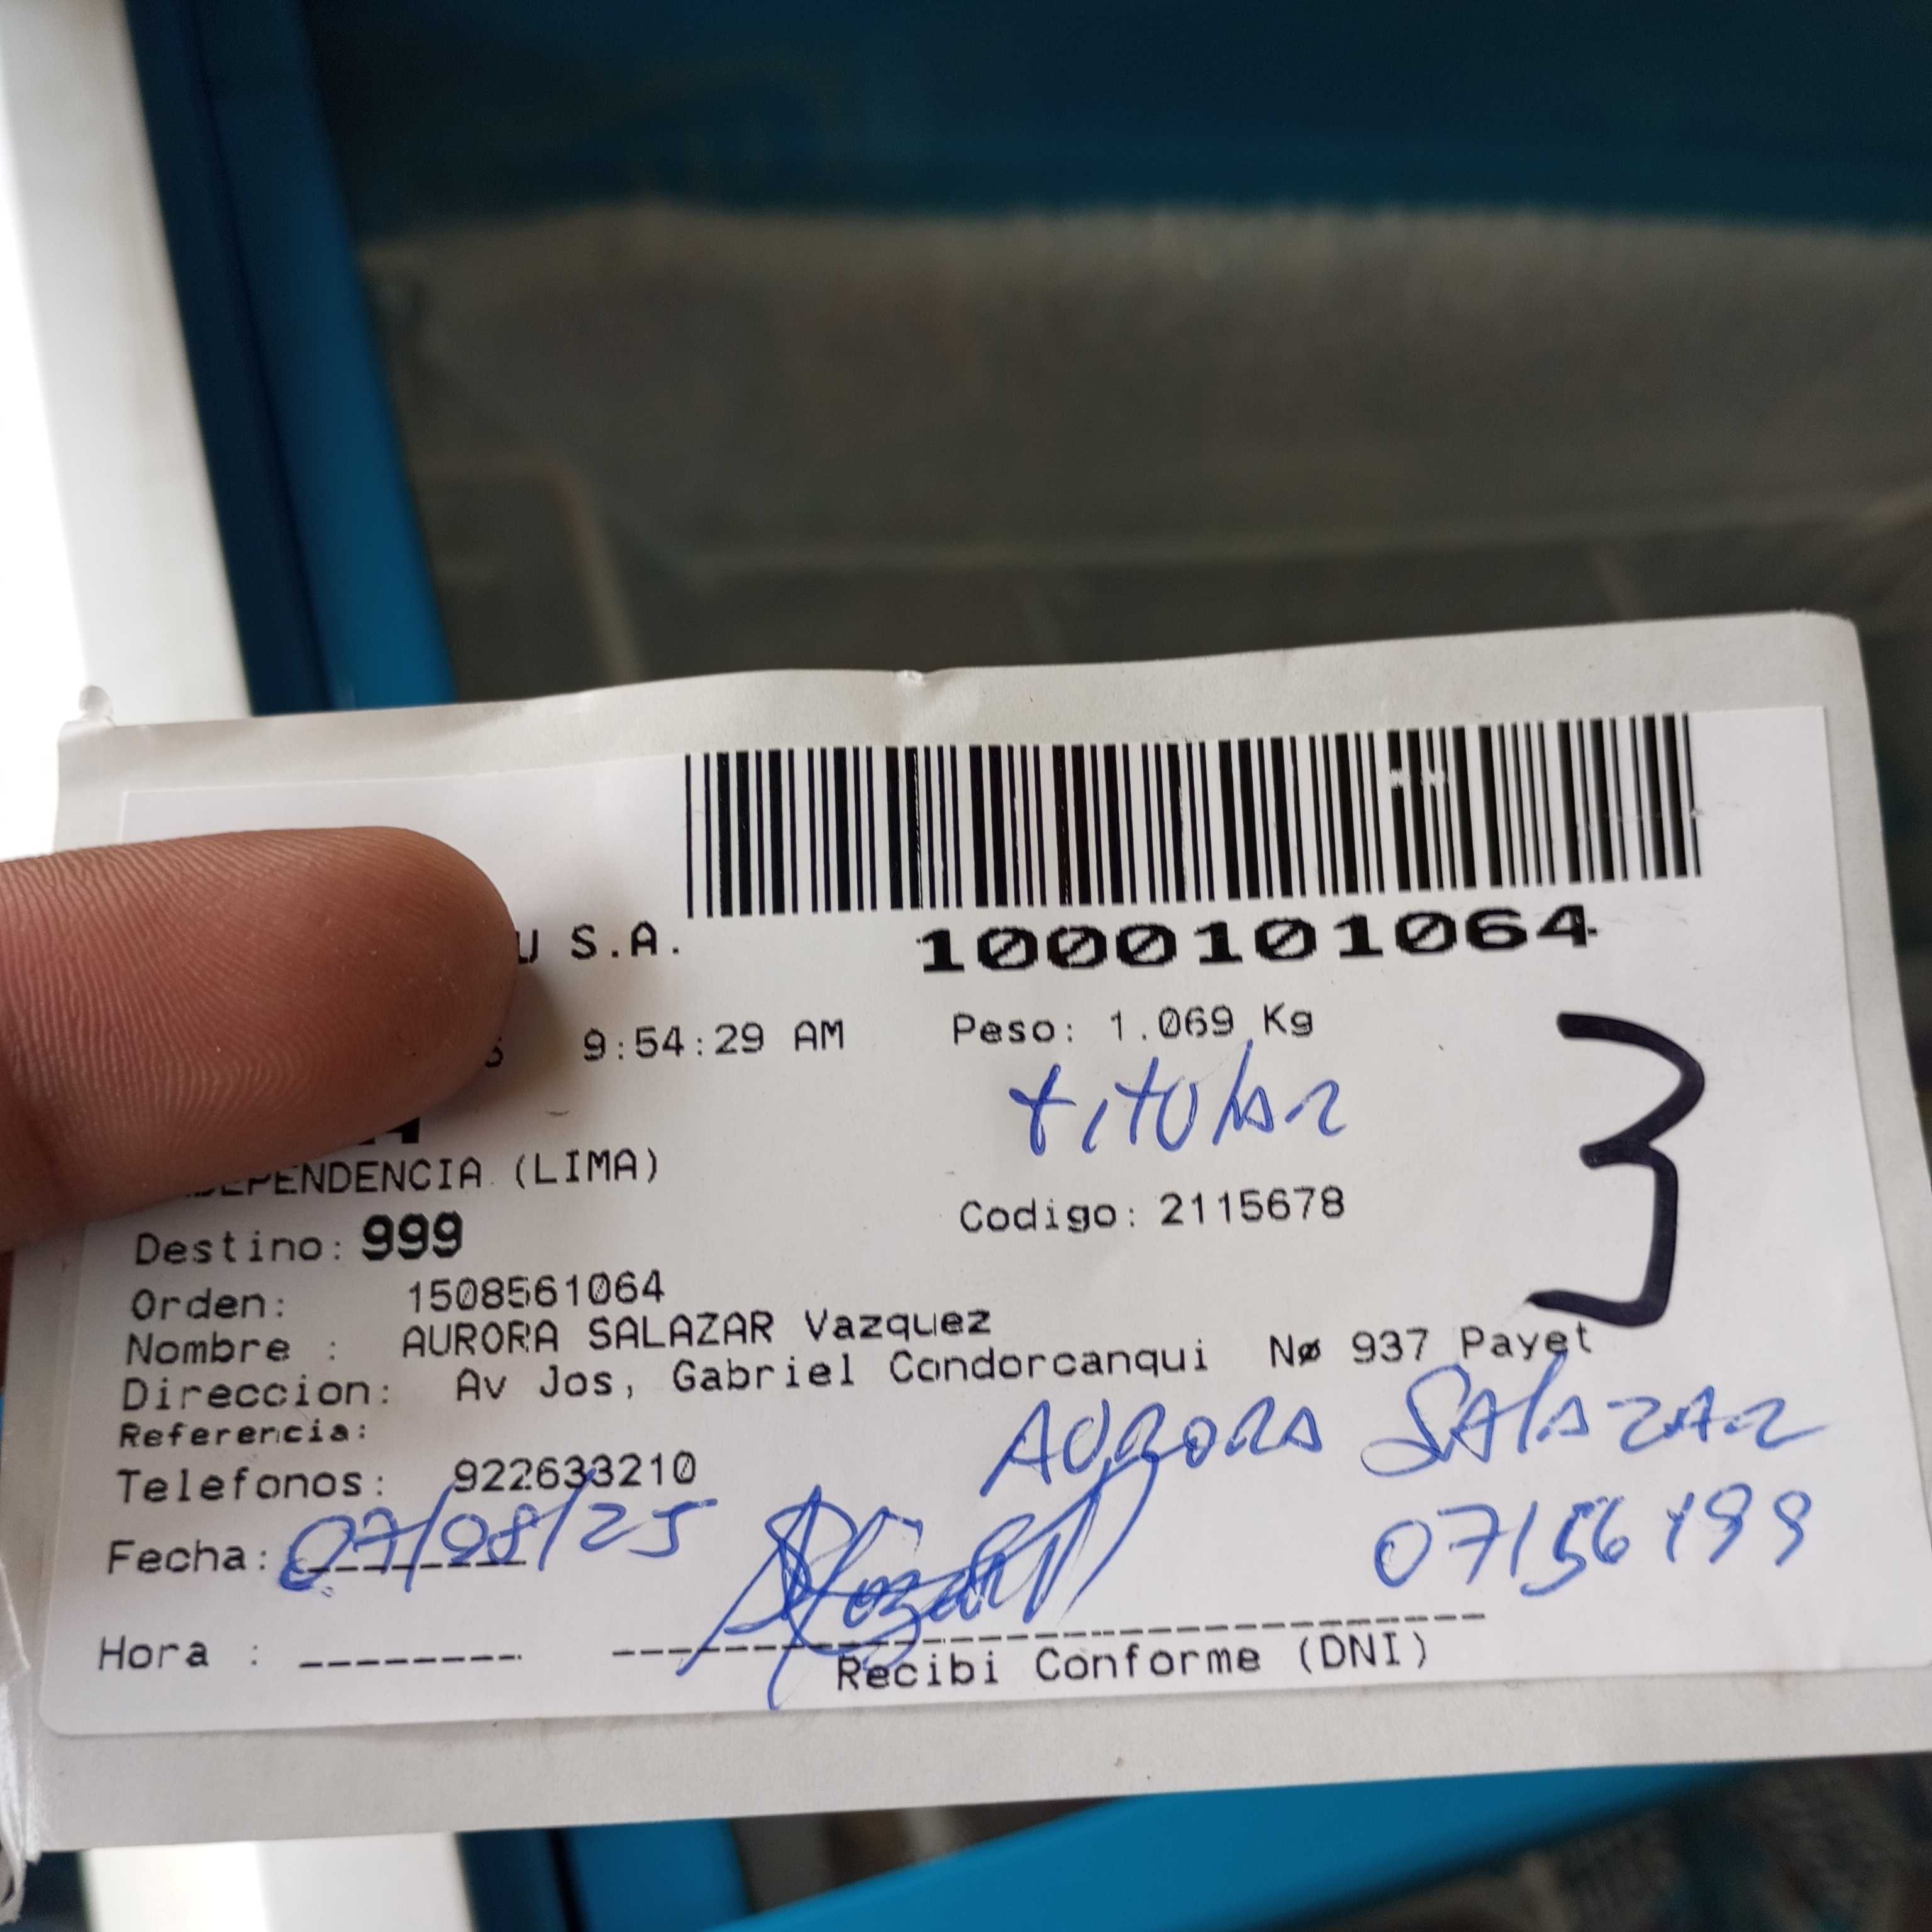 S.A.
1000101064
9:54:29 AM Peso: 1.069 Kg
titular
3
(LIMA)
Codigo: 2115678
Destino: 999
Orden: 1508561064
Nombre : AURORA SALAZAR Vazquez
Direccion: Av Jos, Gabriel Condorcanqui Nø 937 Payet
Referencia:
AURORA SALAZAR
Telefonos: 922633210
07156199
Fecha: 07/08/25
Hora :
Recibi Conforme (DNI)